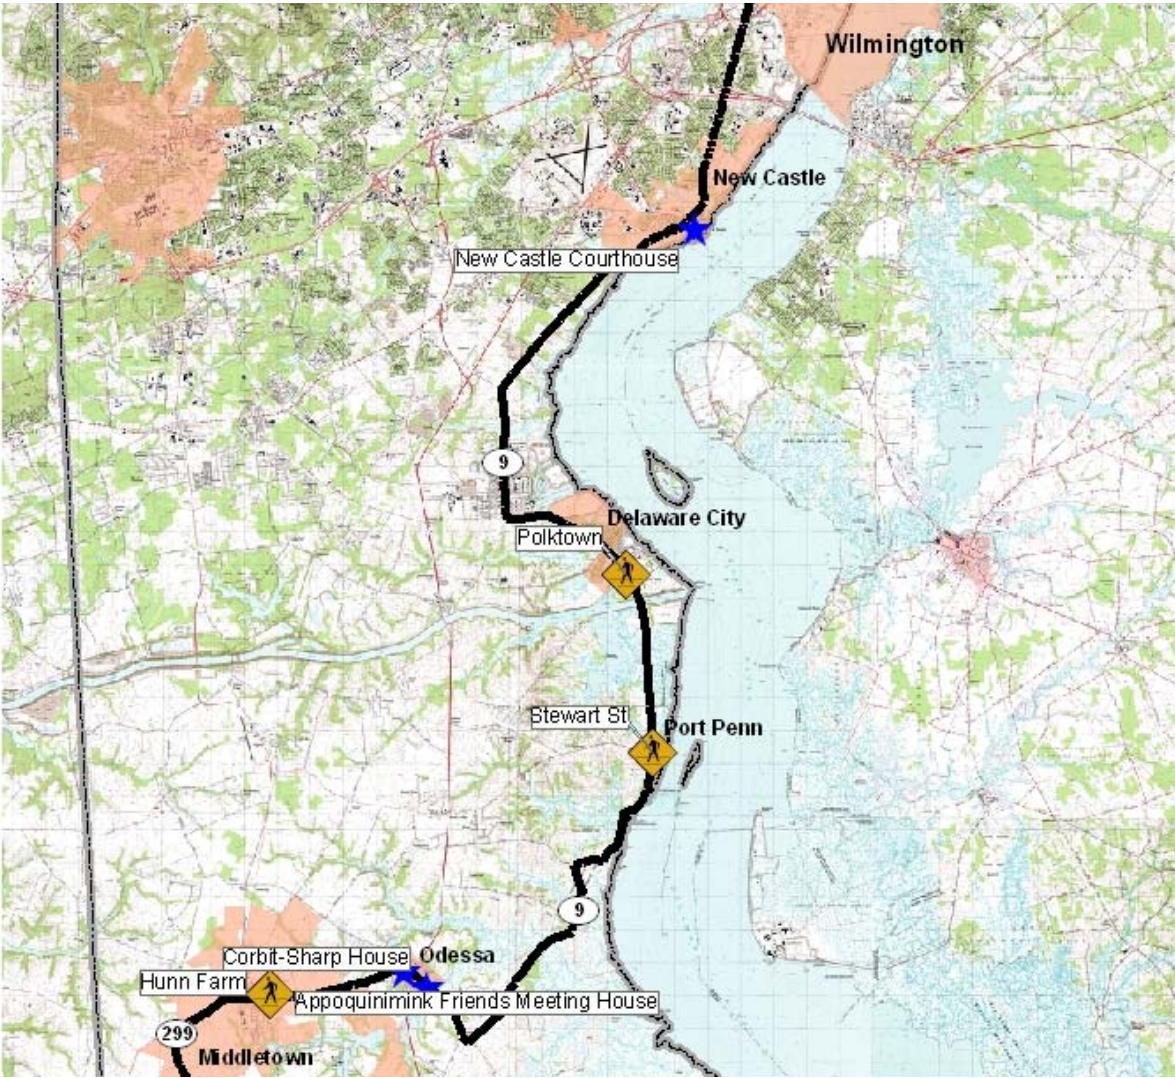 Wilmington
New Castle
New Castle Courthouse
9
Delaware City
Polktown
Stewart St
Port Penn
9
Corbit-Sharp House
Odessa
Hunn Farm
Appoquinimink Friends Meeting House
299
Middletown